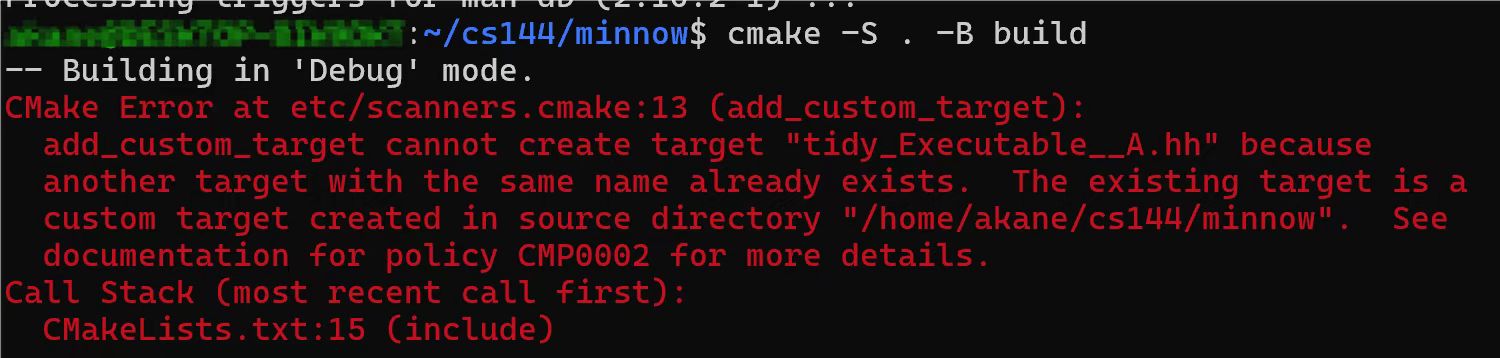 :~/cs144/minnow$ cmake -S . -B build
-- Building in 'Debug' mode.
CMake Error at etc/scanners.cmake:13 (add_custom_target):
  add_custom_target cannot create target "tidy_Executable__A.hh" because
  another target with the same name already exists.  The existing target is a
  custom target created in source directory "/home/akane/cs144/minnow".  See
  documentation for policy CMP0002 for more details.
Call Stack (most recent call first):
  CMakeLists.txt:15 (include)